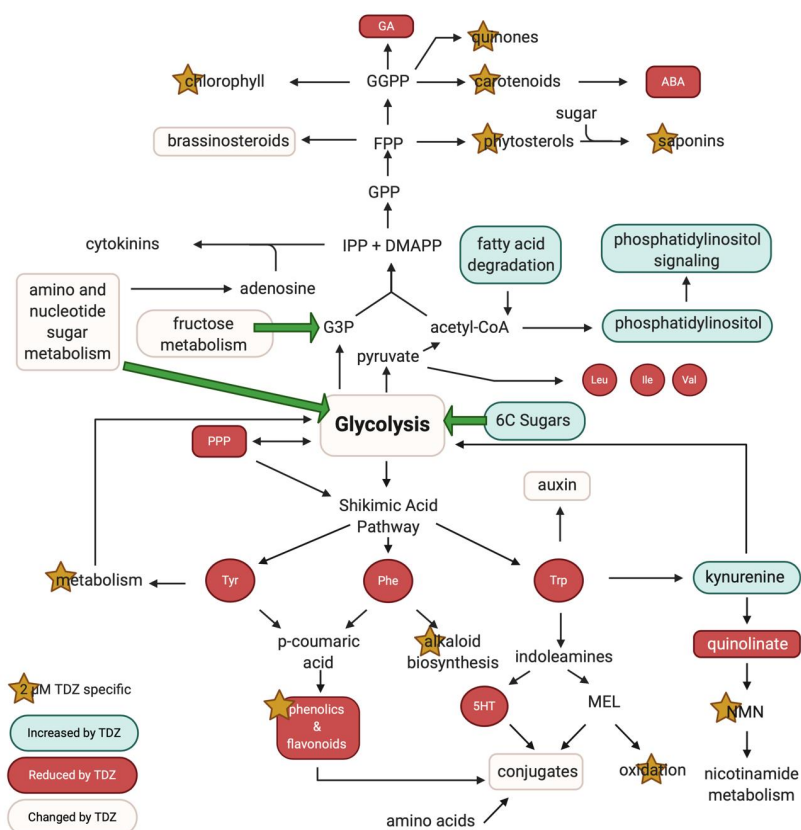 GA
quinones
chlorophyll
GGPP
carotenoids
ABA
sugar
brassinosteroids
FPP
phytosterols
saponins
GPP
cytokinins
IPP + DMAPP
fatty acid
degradation
phosphatidylinositol
signaling
amino and
nucleotide
sugar
metabolism
adenosine
fructose
metabolism
G3P
acetyl-CoA
phosphatidylinositol
pyruvate
Leu
Ile
Val
Glycolysis
6C Sugars
PPP
Shikimic Acid
Pathway
auxin
metabolism
Tyr
Phe
Trp
kynurenine
p-coumaric
acid
alkaloid
biosynthesis
indoleamines
quinolinate
2 µM TDZ specific
phenolics
&
flavonoids
5HT
MEL
NMN
Increased by TDZ
Reduced by TDZ
conjugates
oxidation
nicotinamide
metabolism
Changed by TDZ
amino acids